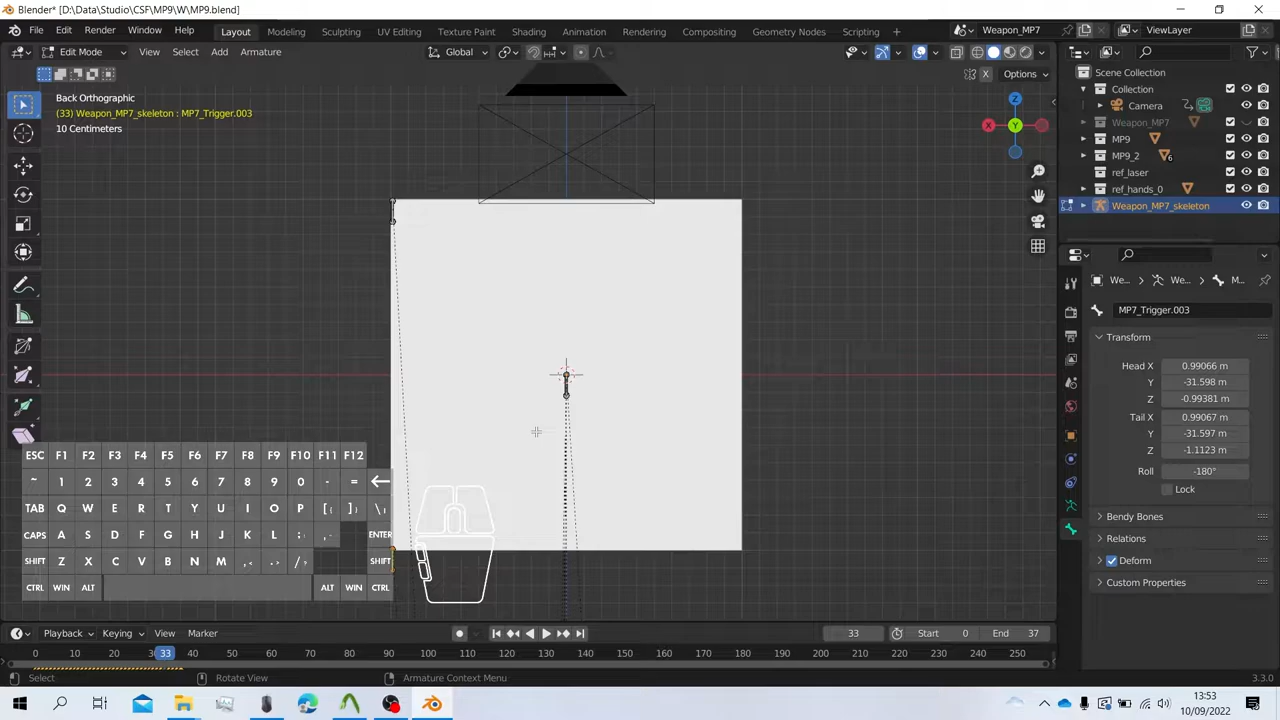 Blender* [D:\Data\Studio\CSF\MP9\W\MP9.blend]
File Edit Render Window Help Layout Modeling Sculpting UV Editing Texture Paint Shading Animation Rendering Compositing Geometry Nodes Scripting + Weapon_MP7 ViewLayer
Edit Mode View Select Add Armature Global
X Options
Back Orthographic
(33) Weapon_MP7_skeleton : MP7_Trigger.003
10 Centimeters
Z
X Y
Scene Collection
Collection
Camera
Weapon_MP7
MP9
MP9_2 6
ref_laser
ref_hands_0
Weapon_MP7_skeleton
We... We... M...
MP7_Trigger.003
Transform
Head X 0.99066 m
Y -31.598 m
Z -0.99381 m
Tail X 0.99067 m
Y -31.597 m
Z -1.1123 m
Roll -180°
Lock
Bendy Bones
Relations
Deform
Custom Properties
ESC F1 F2 F3 F4 F5 F6 F7 F8 F9 F10 F11 F12
~ 1 2 3 4 5 6 7 8 9 0 - =
TAB Q W E R T Y U I O P [{ ]} \|
CAPS A S D F G H J K L ; ENTER
SHIFT Z X C V B N M ,< .> /? SHIFT
CTRL WIN ALT ALT WIN CTRL
Playback Keying View Marker 33 Start 0 End 37
0 10 20 33 40 50 60 70 80 90 100 110 120 130 140 150 160 170 180 190 200 210 220 230 240 250
Select Rotate View Armature Context Menu 3.3.0
13:53
10/09/2022